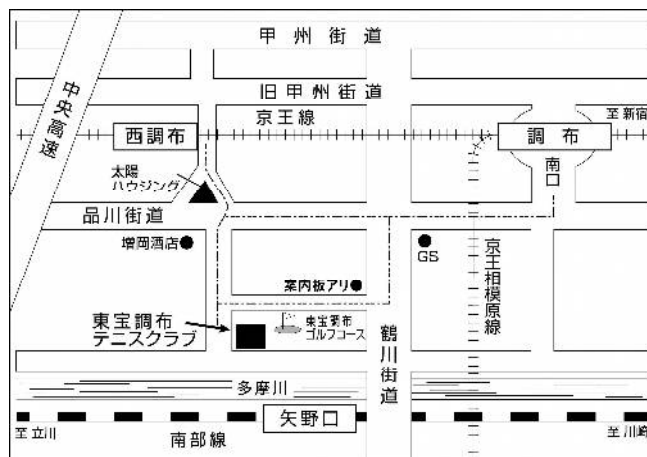 甲州街道
旧甲州街道
中央高速
京王線
至新宿
西調布
調布
南口
太陽
ハウジング
品川街道
増岡酒店
GS
京王相模原線
案内板アリ
東宝調布
テニスクラブ
東宝調布
ゴルフコース
鶴川街道
多摩川
矢野口
至立川
南部線
至川崎